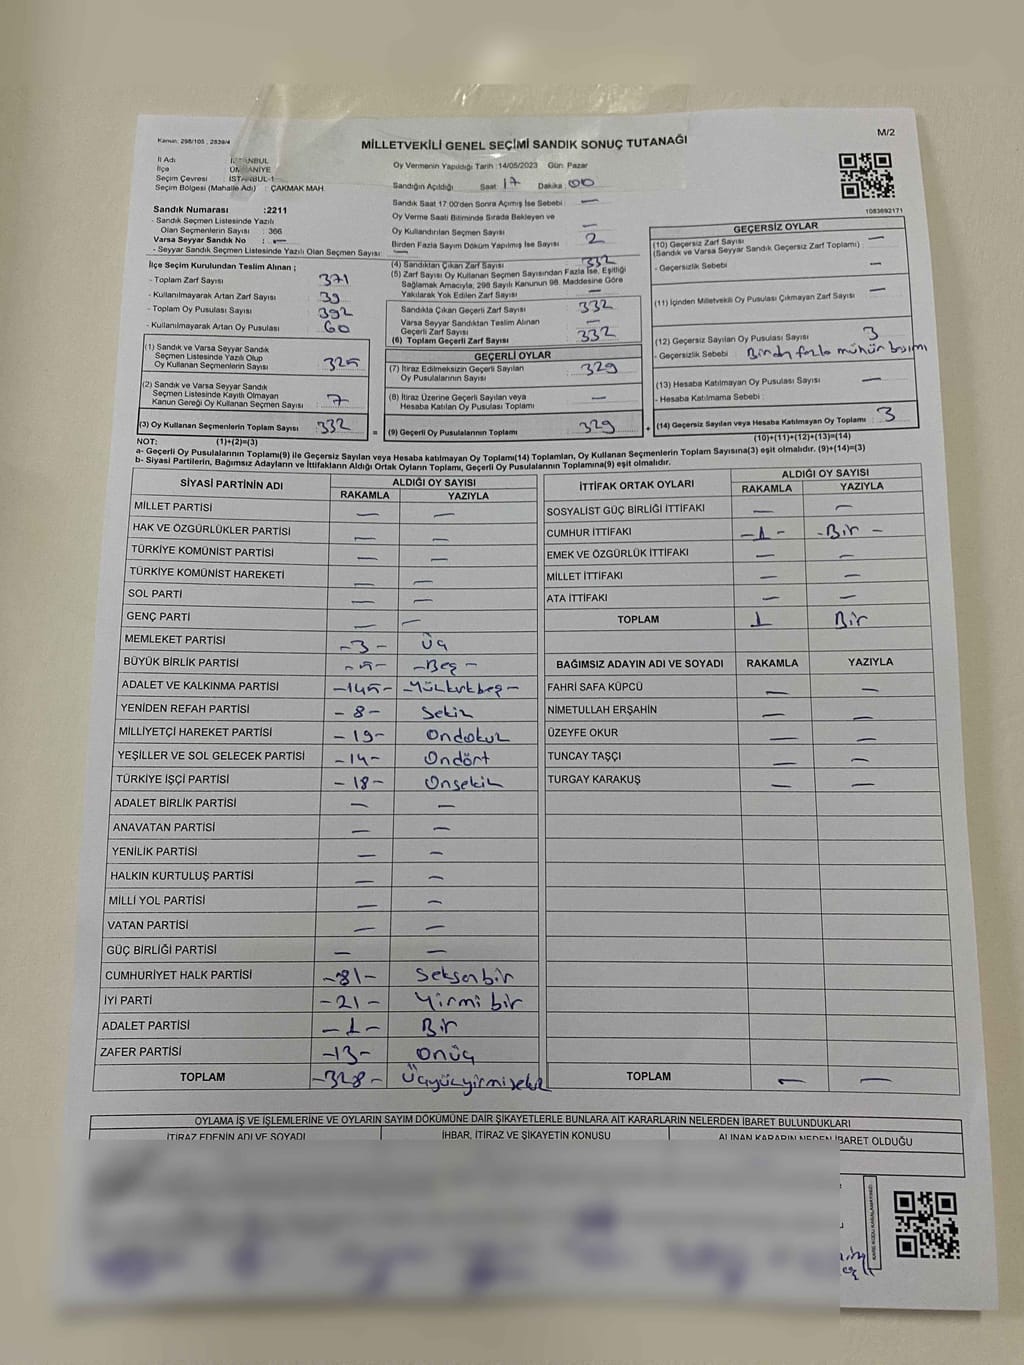 Kanun: 298/105 , 2839/4
M/2
MİLLETVEKİLİ GENEL SEÇİMİ SANDIK SONUÇ TUTANAĞI
İl Adı : İSTANBUL
İlçe : ÜMRANİYE
Seçim Çevresi : İSTANBUL-1
Seçim Bölgesi (Mahalle Adı) : ÇAKMAK MAH.
Oy Vermenin Yapıldığı Tarih :14/05/2023 Gün: Pazar
Sandığın Açıldığı Saat 17 Dakika 00
Sandık Saat 17:00'den Sonra Açılmış İse Sebebi : —
Oy Verme Saati Bitiminde Sırada Bekleyen ve
Oy Kullandırılan Seçmen Sayısı —
Birden Fazla Sayım Döküm Yapılmış İse Sayısı 2
1083692171
Sandık Numarası :2211
- Sandık Seçmen Listesinde Yazılı
Olan Seçmenlerin Sayısı : 366
Varsa Seyyar Sandık No : —
- Seyyar Sandık Seçmen Listesinde Yazılı Olan Seçmen Sayısı: —
İlçe Seçim Kurulundan Teslim Alınan ;
- Toplam Zarf Sayısı 371
- Kullanılmayarak Artan Zarf Sayısı 39
- Toplam Oy Pusulası Sayısı 392
- Kullanılmayarak Artan Oy Pusulası 60
(1) Sandık ve Varsa Seyyar Sandık
Seçmen Listesinde Yazılı Olup
Oy Kullanan Seçmenlerin Sayısı 325
(2) Sandık ve Varsa Seyyar Sandık
Seçmen Listesinde Kayıtlı Olmayan
Kanun Gereği Oy Kullanan Seçmen Sayısı 7
(3) Oy Kullanan Seçmenlerin Toplam Sayısı 332 =
(4) Sandıktan Çıkan Zarf Sayısı 332
(5) Zarf Sayısı Oy Kullanan Seçmen Sayısından Fazla İse, Eşitliği
Sağlamak Amacıyla, 298 Sayılı Kanunun 98. Maddesine Göre
Yakılarak Yok Edilen Zarf Sayısı —
Sandıkta Çıkan Geçerli Zarf Sayısı 332
Varsa Seyyar Sandıktan Teslim Alınan
Geçerli Zarf Sayısı —
(6) Toplam Geçerli Zarf Sayısı 332
GEÇERLİ OYLAR
(7) İtiraz Edilmeksizin Geçerli Sayılan
Oy Pusulalarının Sayısı 329
(8) İtiraz Üzerine Geçerli Sayılan veya
Hesaba Katılan Oy Pusulası Toplamı —
(9) Geçerli Oy Pusulalarının Toplamı 329 +
GEÇERSİZ OYLAR
(10) Geçersiz Zarf Sayısı —
(Sandık ve Varsa Seyyar Sandık Geçersiz Zarf Toplamı)
- Geçersizlik Sebebi —
(11) İçinden Milletvekili Oy Pusulası Çıkmayan Zarf Sayısı —
(12) Geçersiz Sayılan Oy Pusulası Sayısı 3
- Geçersizlik Sebebi Birden fazla mühür basımı
(13) Hesaba Katılmayan Oy Pusulası Sayısı —
- Hesaba Katılmama Sebebi :
(14) Geçersiz Sayılan veya Hesaba Katılmayan Oy Toplamı : 3
NOT: (1)+(2)=(3)
(10)+(11)+(12)+(13)=(14)
a- Geçerli Oy Pusulalarının Toplamı(9) ile Geçersiz Sayılan veya Hesaba katılmayan Oy Toplamı(14) Toplamları, Oy Kullanan Seçmenlerin Toplam Sayısına(3) eşit olmalıdır. (9)+(14)=(3)
b- Siyasi Partilerin, Bağımsız Adayların ve İttifakların Aldığı Ortak Oyların Toplamı, Geçerli Oy Pusulalarının Toplamına(9) eşit olmalıdır.
SİYASİ PARTİNİN ADI ALDIĞI OY SAYISI
RAKAMLA YAZIYLA
MİLLET PARTİSİ — —
HAK VE ÖZGÜRLÜKLER PARTİSİ — —
TÜRKİYE KOMÜNİST PARTİSİ — —
TÜRKİYE KOMÜNİST HAREKETİ — —
SOL PARTİ — —
GENÇ PARTİ — —
MEMLEKET PARTİSİ -3- Üç
BÜYÜK BİRLİK PARTİSİ -5- -Beş-
ADALET VE KALKINMA PARTİSİ -145- -Yüzkırkbeş-
YENİDEN REFAH PARTİSİ -8- Sekiz
MİLLİYETÇİ HAREKET PARTİSİ -19- Ondokuz
YEŞİLLER VE SOL GELECEK PARTİSİ -14- Ondört
TÜRKİYE İŞÇİ PARTİSİ -18- Onsekiz
ADALET BİRLİK PARTİSİ — —
ANAVATAN PARTİSİ — —
YENİLİK PARTİSİ — —
HALKIN KURTULUŞ PARTİSİ — —
MİLLİ YOL PARTİSİ — —
VATAN PARTİSİ — —
GÜÇ BİRLİĞİ PARTİSİ — —
CUMHURİYET HALK PARTİSİ -81- Seksenbir
İYİ PARTİ -21- Yirmi bir
ADALET PARTİSİ -1- Bir
ZAFER PARTİSİ -13- Onüç
TOPLAM -328- Üçyüzyirmisekiz
İTTİFAK ORTAK OYLARI ALDIĞI OY SAYISI
RAKAMLA YAZIYLA
SOSYALİST GÜÇ BİRLİĞİ İTTİFAKI — —
CUMHUR İTTİFAKI -1- -Bir-
EMEK VE ÖZGÜRLÜK İTTİFAKI — —
MİLLET İTTİFAKI — —
ATA İTTİFAKI — —
TOPLAM 1 Bir
BAĞIMSIZ ADAYIN ADI VE SOYADI RAKAMLA YAZIYLA
FAHRİ SAFA KÜPCÜ — —
NİMETULLAH ERŞAHİN — —
ÜZEYFE OKUR — —
TUNCAY TAŞÇI — —
TURGAY KARAKUŞ — —
TOPLAM — —
OYLAMA İŞ VE İŞLEMLERİNE VE OYLARIN SAYIM DÖKÜMÜNE DAİR ŞİKAYETLERLE BUNLARA AİT KARARLARIN NELERDEN İBARET BULUNDUKLARI
İTİRAZ EDENİN ADI VE SOYADI İHBAR, İTİRAZ VE ŞİKAYETİN KONUSU ALINAN KARARIN NEDEN İBARET OLDUĞU